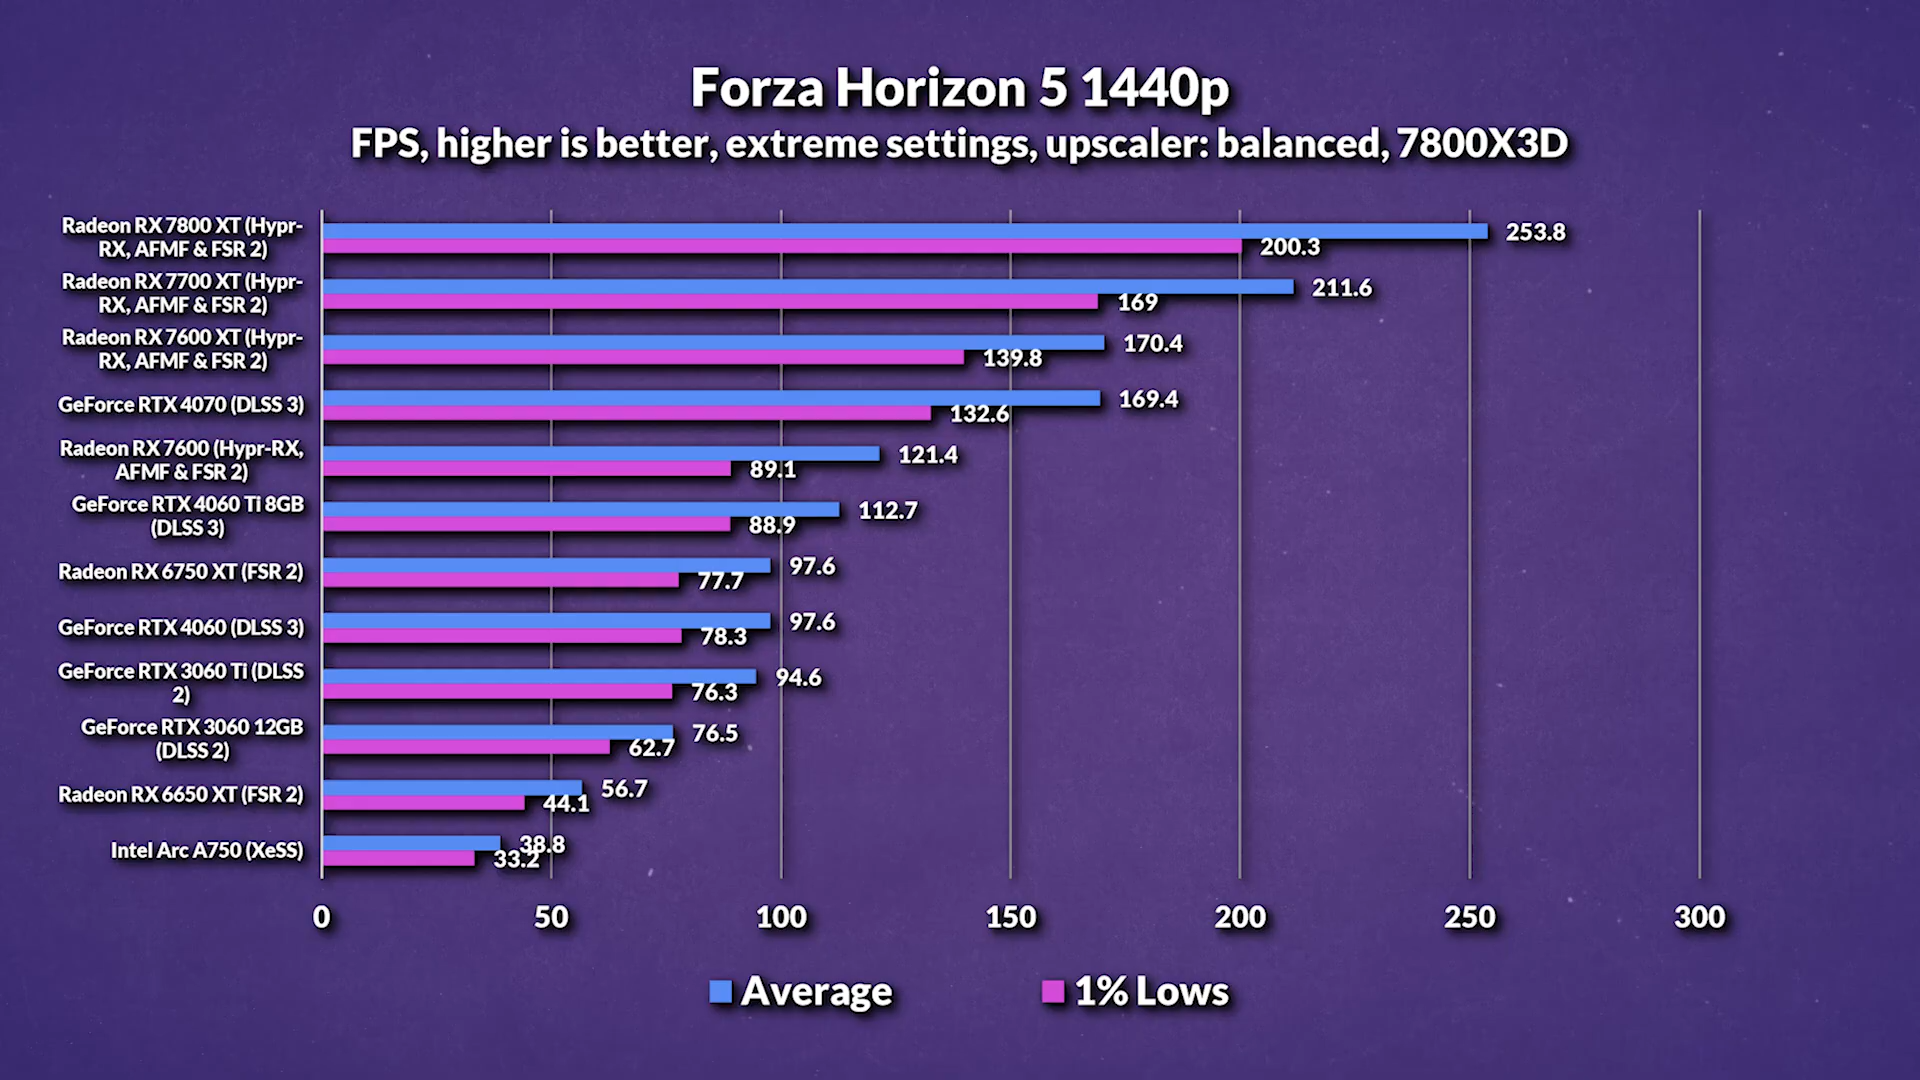 Forza Horizon 5 1440p
FPS, higher is better, extreme settings, upscaler: balanced, 7800X3D
Radeon RX 7800 XT (Hypr-
RX, AFMF & FSR 2)
253.8
200.3
Radeon RX 7700 XT (Hypr-
RX, AFMF & FSR 2)
211.6
169
Radeon RX 7600 XT (Hypr-
RX, AFMF & FSR 2)
170.4
139.8
GeForce RTX 4070 (DLSS 3)
169.4
132.6
Radeon RX 7600 (Hypr-RX,
AFMF & FSR 2)
121.4
89.1
GeForce RTX 4060 Ti 8GB
(DLSS 3)
112.7
88.9
Radeon RX 6750 XT (FSR 2)
97.6
77.7
GeForce RTX 4060 (DLSS 3)
97.6
78.3
GeForce RTX 3060 Ti (DLSS
2)
94.6
76.3
GeForce RTX 3060 12GB
(DLSS 2)
76.5
62.7
Radeon RX 6650 XT (FSR 2)
56.7
44.1
Intel Arc A750 (XeSS)
38.8
33.2
0 50 100 150 200 250 300
Average 1% Lows